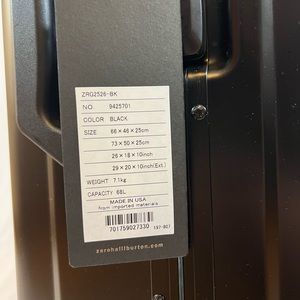 ZRG2526-BK
NO. 9425701
COLOR BLACK
SIZE 66 × 46 × 25cm
73 × 50 × 25cm
26 × 18 × 10inch
29 × 20 × 10inch(Ext.)
WEIGHT 7.1kg
CAPACITY 68L
MADE IN USA
from imported materials
701759027330
zerohalliburton.com